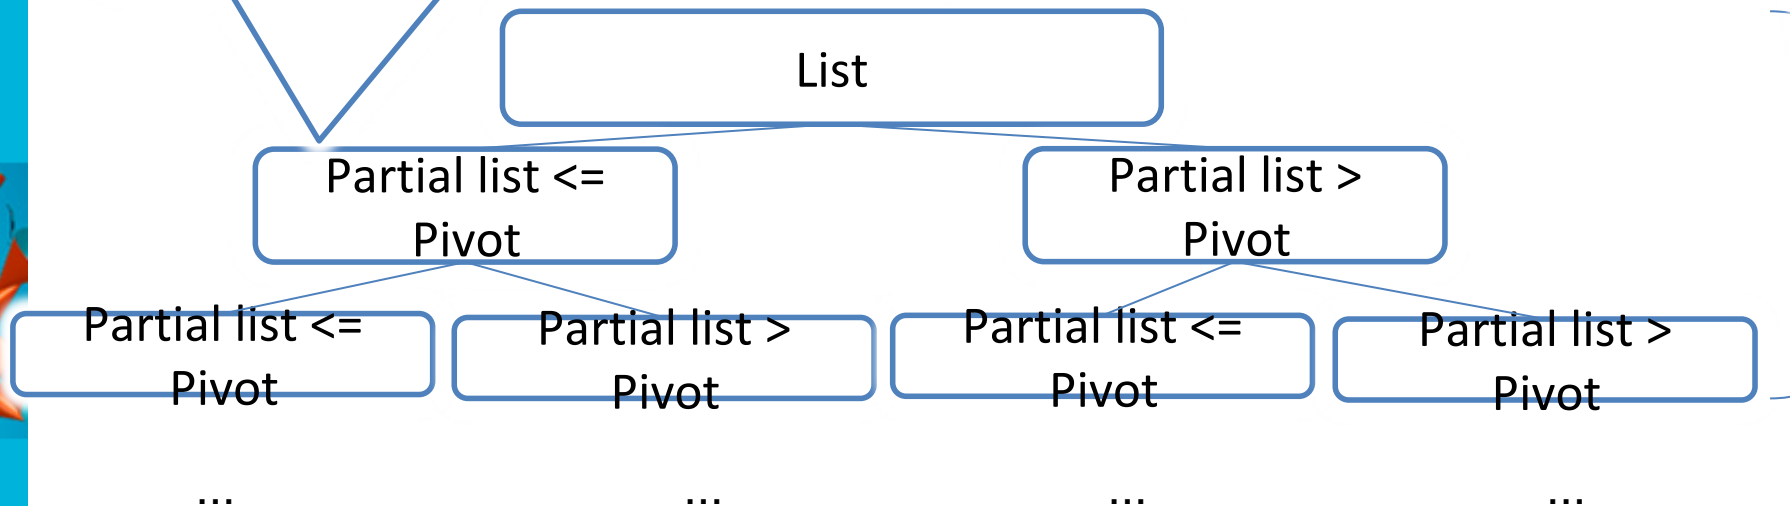 List
Partial list <=
Pivot
Partial list >
Pivot
Partial list <=
Pivot
Partial list >
Pivot
Partial list <=
Pivot
Partial list >
Pivot
... ... ... ...